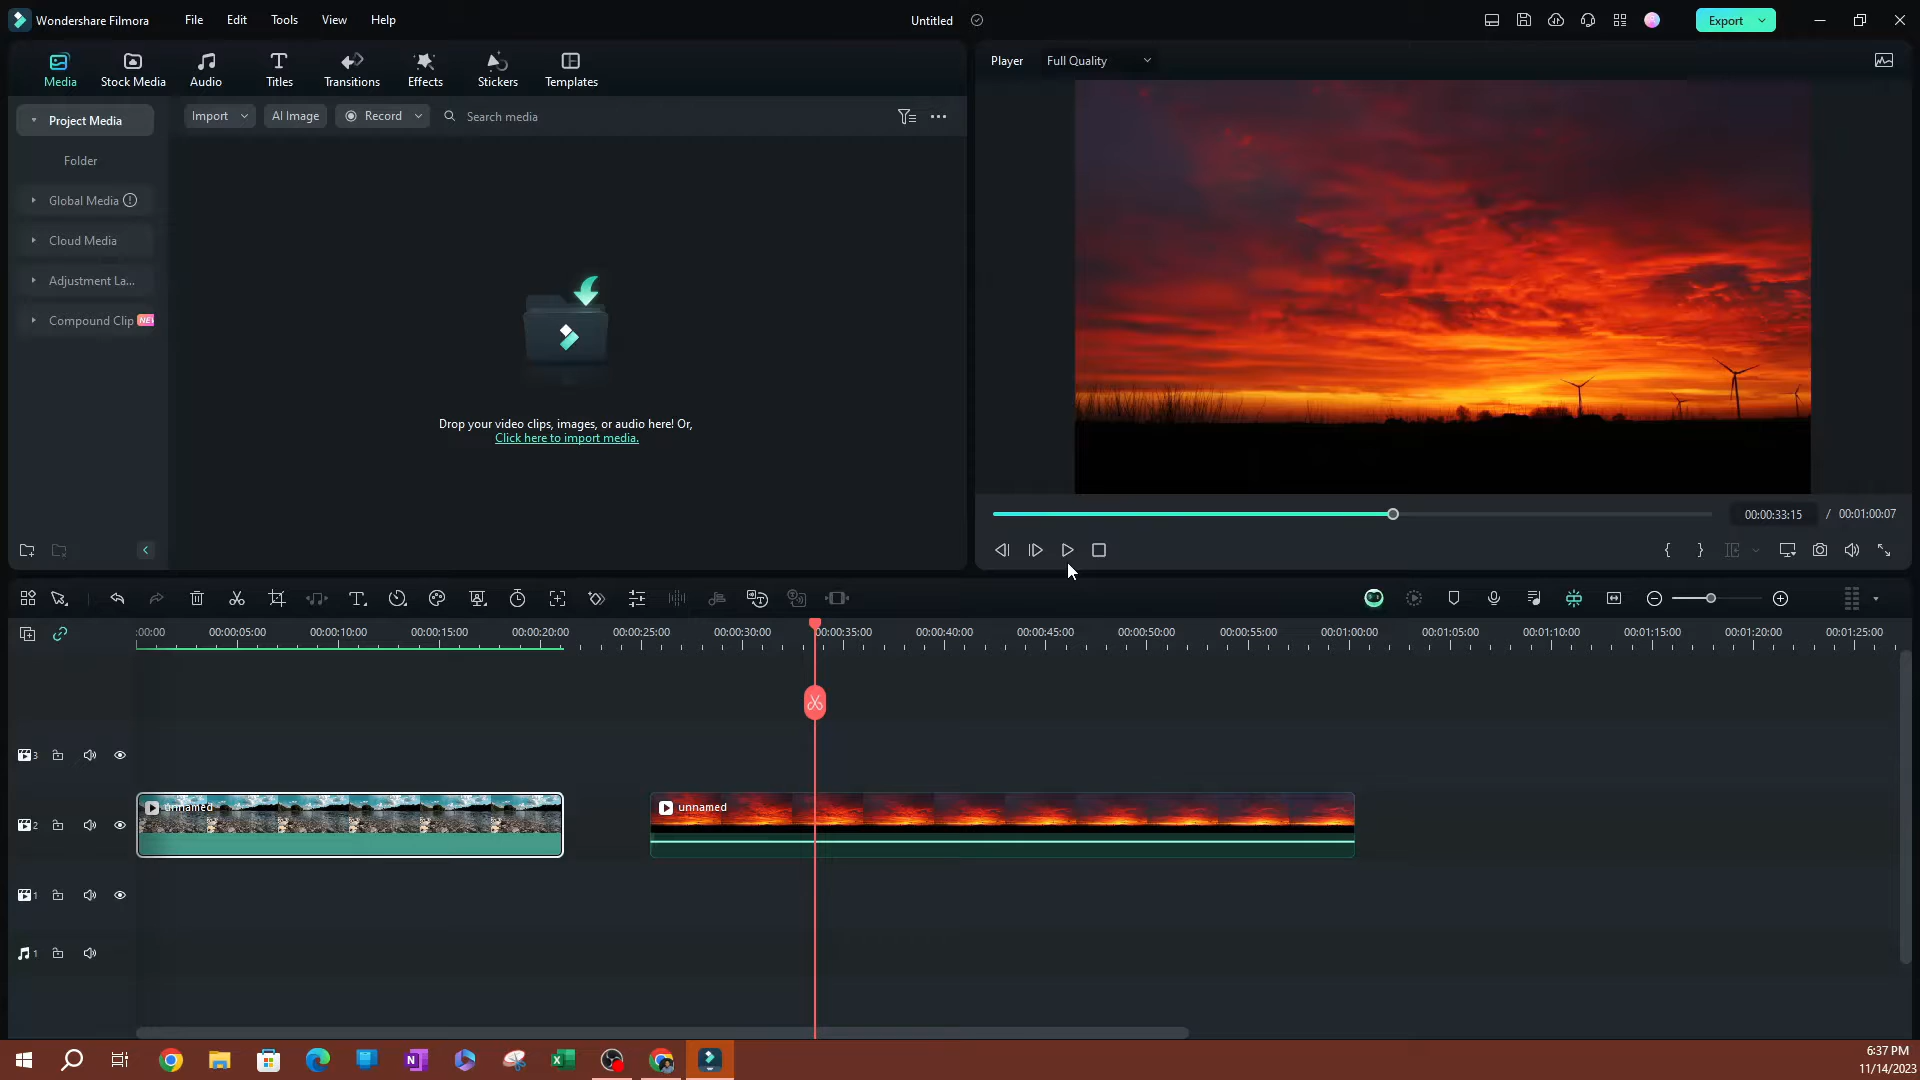 Wondershare Filmora
File
Edit
Tools
View
Help
Untitled
Export
Media
Stock Media
Audio
Titles
Transitions
Effects
Stickers
Templates
Player
Full Quality
Project Media
Import
AI Image
Record
Search media
Folder
Global Media
Cloud Media
Adjustment La...
Compound Clip
NEW
Drop your video clips, images, or audio here! Or,
Click here to import media.
00:00:33:15
/
00:01:00:07
:00:00
00:00:05:00
00:00:10:00
00:00:15:00
00:00:20:00
00:00:25:00
00:00:30:00
00:00:35:00
00:00:40:00
00:00:45:00
00:00:50:00
00:00:55:00
00:01:00:00
00:01:05:00
00:01:10:00
00:01:15:00
00:01:20:00
00:01:25:00
3
2
unnamed
unnamed
1
1
6:37 PM
11/14/2023